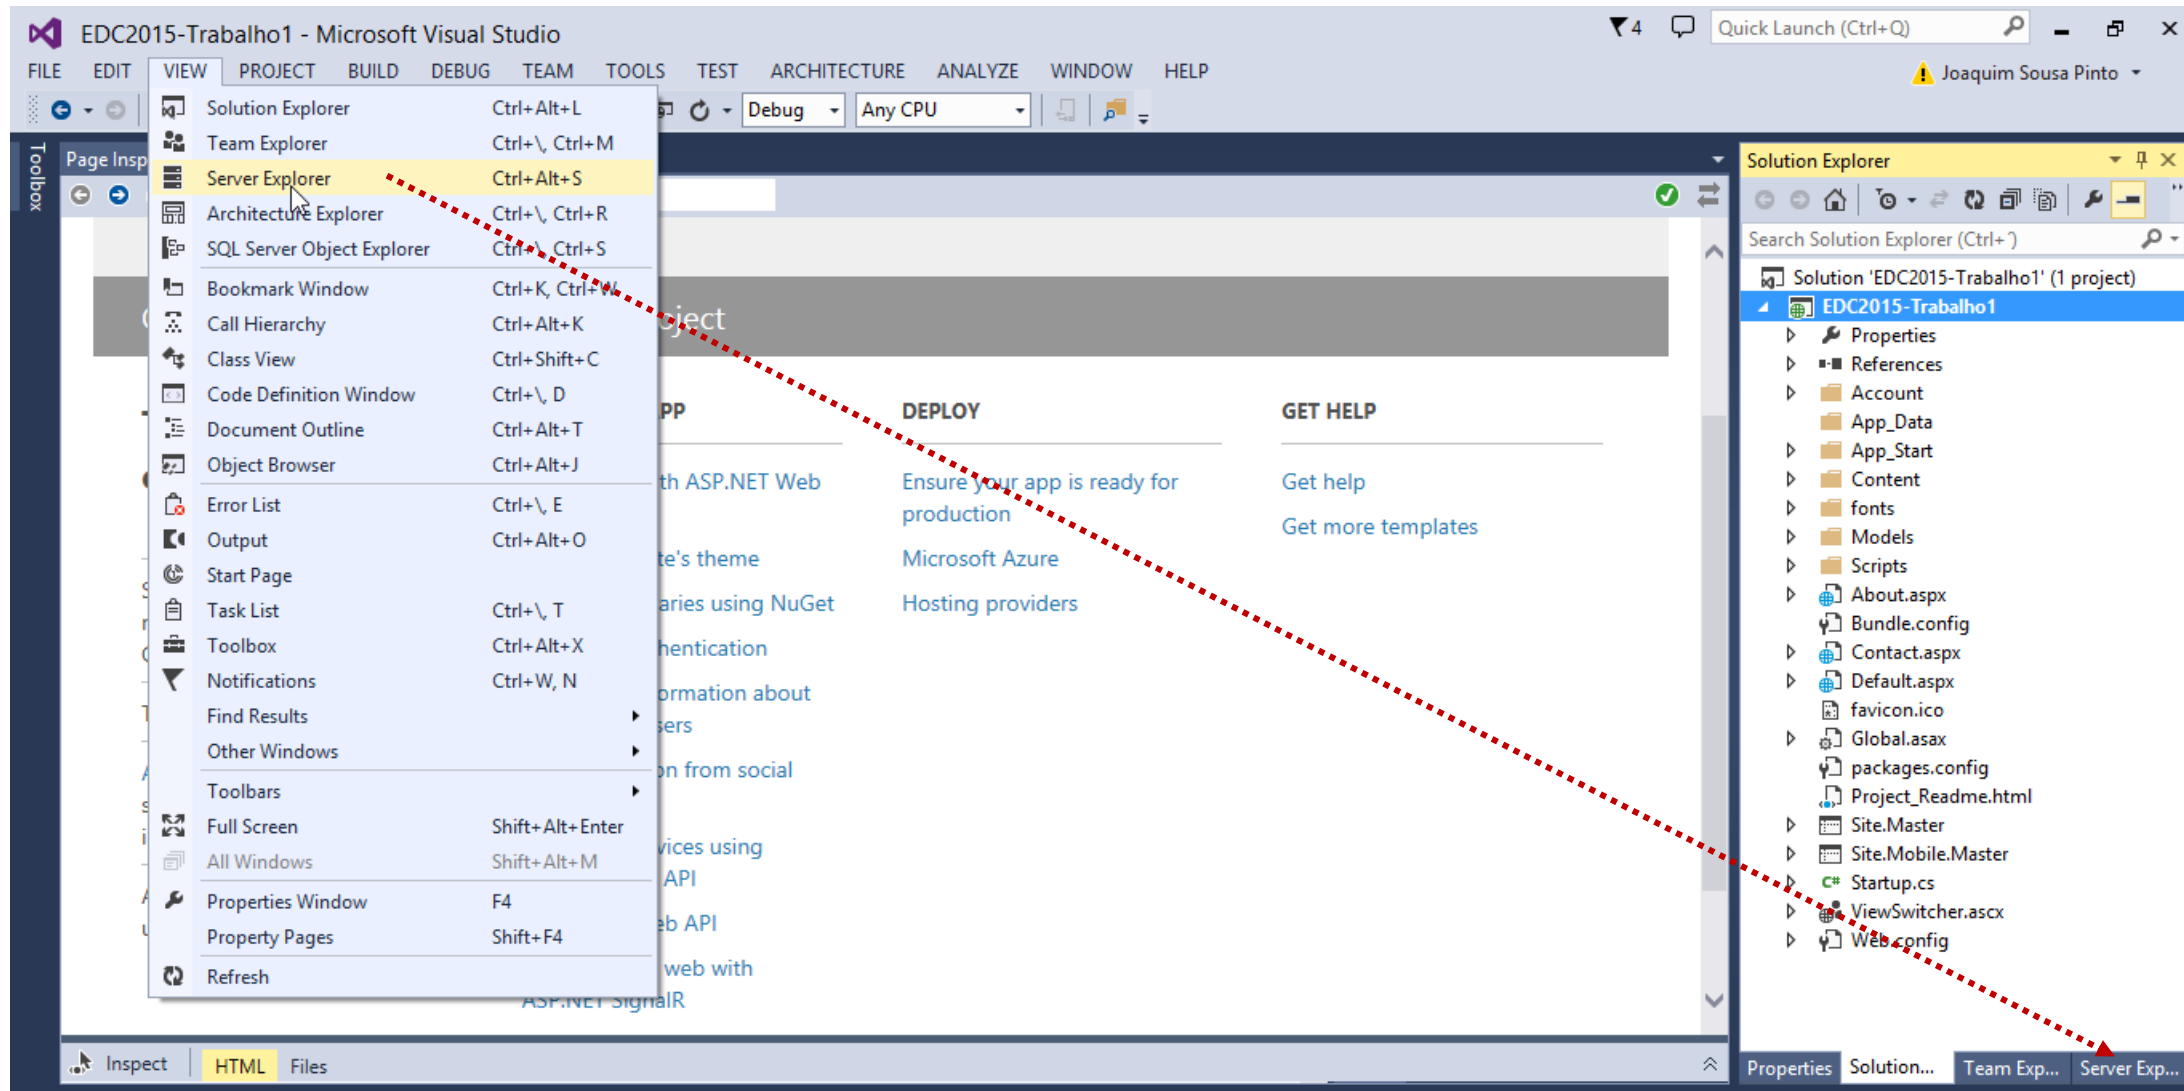 EDC2015-Trabalho1 - Microsoft Visual Studio
4
Quick Launch (Ctrl+Q)
FILE EDIT VIEW PROJECT BUILD DEBUG TEAM TOOLS TEST ARCHITECTURE ANALYZE WINDOW HELP
Joaquim Sousa Pinto
Debug
Any CPU
Toolbox
Page Insp
Solution Explorer Ctrl+Alt+L
Team Explorer Ctrl+\, Ctrl+M
Server Explorer Ctrl+Alt+S
Architecture Explorer Ctrl+\, Ctrl+R
SQL Server Object Explorer Ctrl+\, Ctrl+S
Bookmark Window Ctrl+K, Ctrl+W
Call Hierarchy Ctrl+Alt+K
Class View Ctrl+Shift+C
Code Definition Window Ctrl+\, D
Document Outline Ctrl+Alt+T
Object Browser Ctrl+Alt+J
Error List Ctrl+\, E
Output Ctrl+Alt+O
Start Page
Task List Ctrl+\, T
Toolbox Ctrl+Alt+X
Notifications Ctrl+W, N
Find Results
Other Windows
Toolbars
Full Screen Shift+Alt+Enter
All Windows Shift+Alt+M
Properties Window F4
Property Pages Shift+F4
Refresh
oject
PP
th ASP.NET Web
te's theme
aries using NuGet
hentication
ormation about
sers
on from social
vices using
API
eb API
web with
ASP.NET SignalR
DEPLOY
Ensure your app is ready for
production
Microsoft Azure
Hosting providers
GET HELP
Get help
Get more templates
Inspect
HTML
Files
Solution Explorer
Search Solution Explorer (Ctrl+´)
Solution 'EDC2015-Trabalho1' (1 project)
EDC2015-Trabalho1
Properties
References
Account
App_Data
App_Start
Content
fonts
Models
Scripts
About.aspx
Bundle.config
Contact.aspx
Default.aspx
favicon.ico
Global.asax
packages.config
Project_Readme.html
Site.Master
Site.Mobile.Master
C# Startup.cs
ViewSwitcher.ascx
Web.config
Properties Solution... Team Exp... Server Exp...